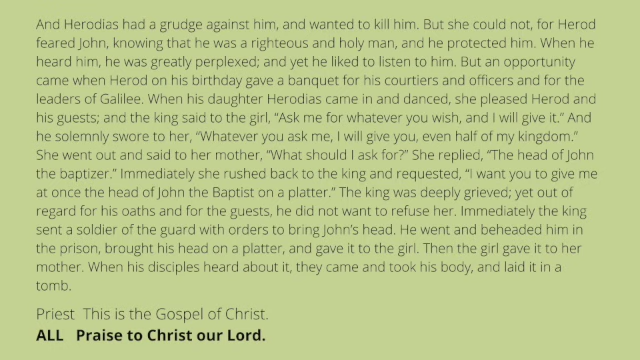 And Herodias had a grudge against him, and wanted to kill him. But she could not, for Herod
feared John, knowing that he was a righteous and holy man, and he protected him. When he
heard him, he was greatly perplexed; and yet he liked to listen to him. But an opportunity
came when Herod on his birthday gave a banquet for his courtiers and officers and for the
leaders of Galilee. When his daughter Herodias came in and danced, she pleased Herod and
his guests; and the king said to the girl, “Ask me for whatever you wish, and I will give it.” And
he solemnly swore to her, “Whatever you ask me, I will give you, even half of my kingdom.”
She went out and said to her mother, “What should I ask for?” She replied, “The head of John
the baptizer.” Immediately she rushed back to the king and requested, “I want you to give me
at once the head of John the Baptist on a platter.” The king was deeply grieved; yet out of
regard for his oaths and for the guests, he did not want to refuse her. Immediately the king
sent a soldier of the guard with orders to bring John’s head. He went and beheaded him in
the prison, brought his head on a platter, and gave it to the girl. Then the girl gave it to her
mother. When his disciples heard about it, they came and took his body, and laid it in a
tomb.
Priest This is the Gospel of Christ.
ALL Praise to Christ our Lord.